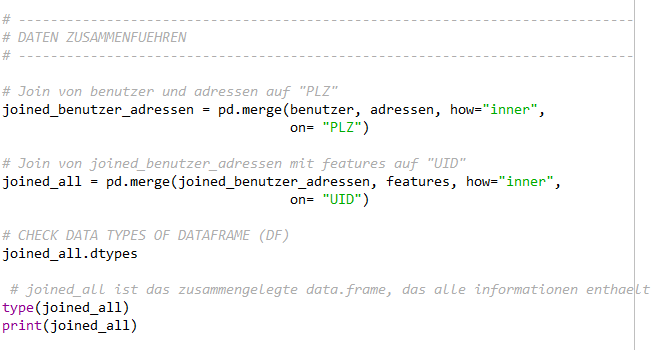 # ----------------------------------------------------------------------------
# DATEN ZUSAMMENFUEHREN
# ----------------------------------------------------------------------------
# Join von benutzer und adressen auf "PLZ"
joined_benutzer_adressen = pd.merge(benutzer, adressen, how="inner",
on= "PLZ")
# Join von joined_benutzer_adressen mit features auf "UID"
joined_all = pd.merge(joined_benutzer_adressen, features, how="inner",
on= "UID")
# CHECK DATA TYPES OF DATAFRAME (DF)
joined_all.dtypes
# joined_all ist das zusammengelegte data.frame, das alle informationen enthaelt
type(joined_all)
print(joined_all)